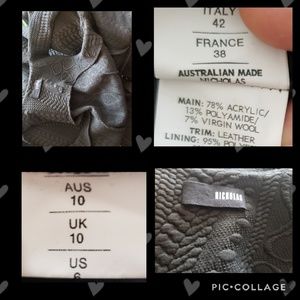 ITALY
42
FRANCE
38
AUSTRALIAN MADE
NICHOLAS
MAIN: 78% ACRYLIC/
13% POLYAMIDE/
7% VIRGIN WOOL
TRIM: LEATHER
LINING: 95%
AUS
10
UK
10
US
6
NICHOLAS
PIC•COLLAGE